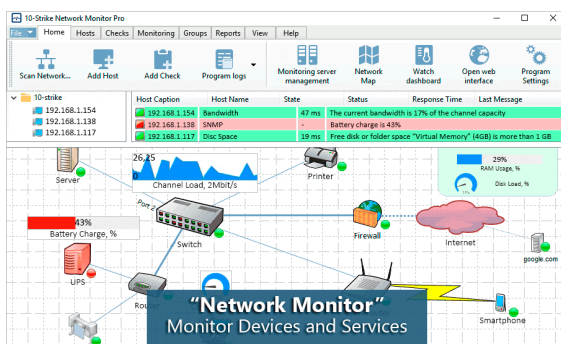 10-Strike Network Monitor Pro
File Home Hosts Checks Monitoring Groups Reports View Help
Scan Network... Add Host Add Check Program logs Monitoring server management Network Map Watch dashboard Open web interface Program Settings
10-strike
192.168.1.154
192.168.1.138
192.168.1.117
Host Caption Host Name State Status Response Time Last Message
192.168.1.154 Bandwidth 47 ms The current bandwidth is 17% of the channel capacity
192.168.1.138 SNMP - Battery charge is 43%
192.168.1.117 Disc Space 19 ms Free disk or folder space "Virtual Memory" (4GB) is more than 1 GB
Server
26,25
0
Channel Load, 2Mbit/s
Printer
29%
RAM Usage, %
Disk Load, %
Port 2
43%
Battery Charge, %
Switch
Firewall
Internet
google.com
UPS
Router
Smartphone
“Network Monitor”
Monitor Devices and Services